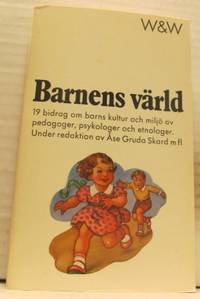 W&W
Barnens värld
19 bidrag om barns kultur och miljö av
pedagoger, psykologer och etnologer.
Under redaktion av Åse Gruda Skard m fl